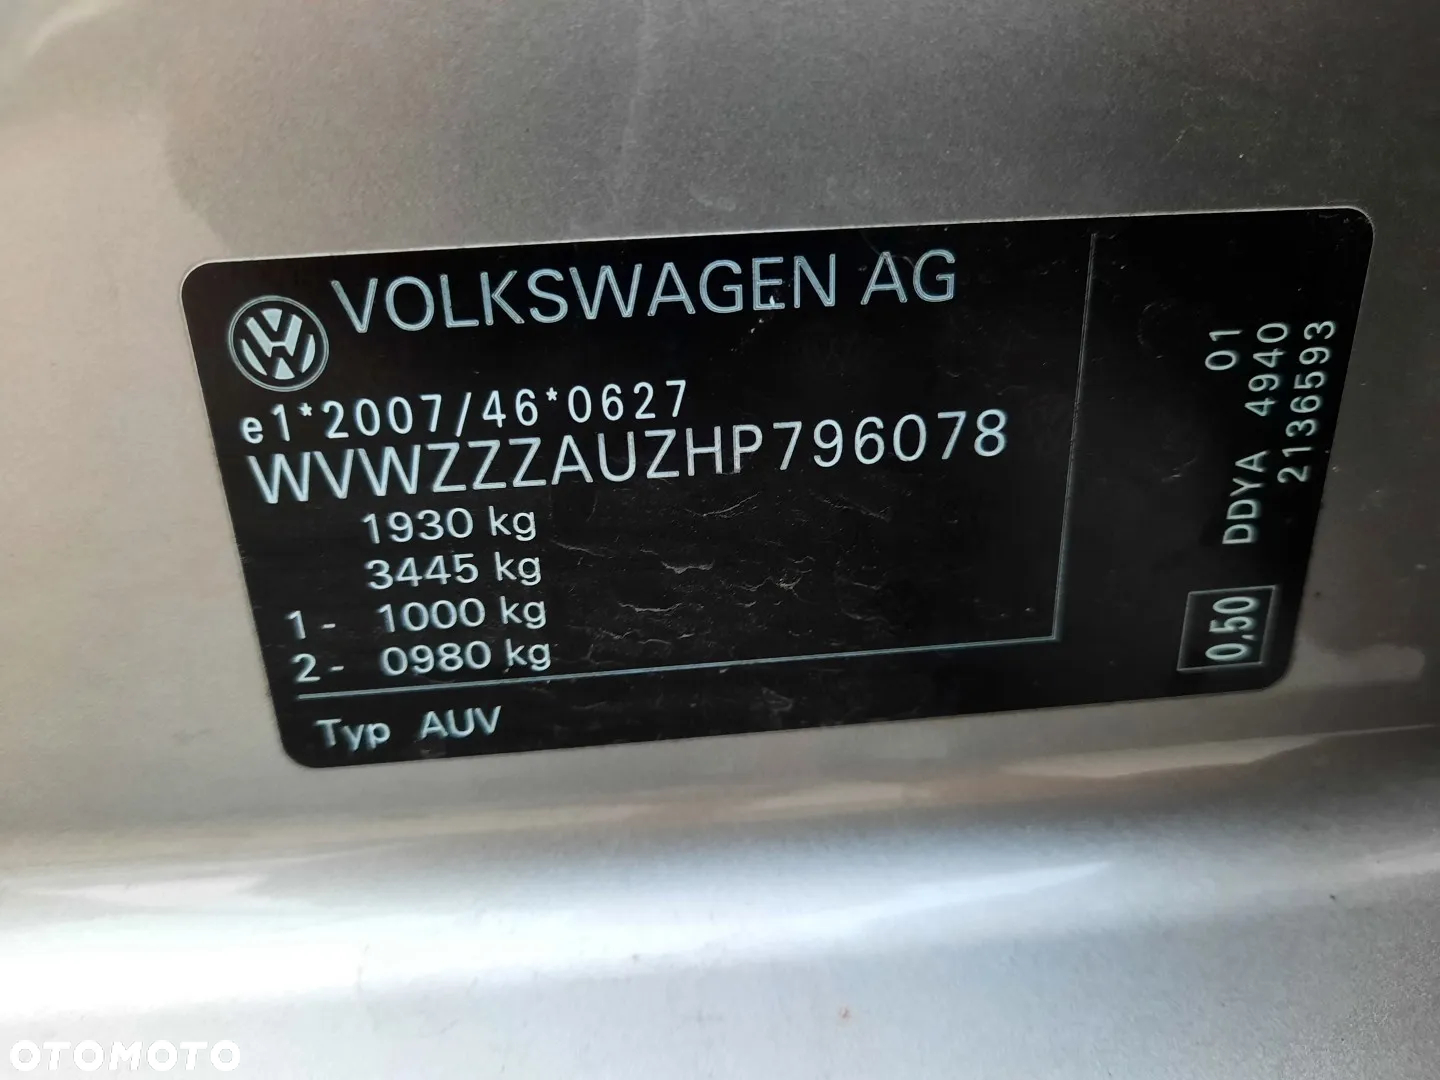 VOLKSWAGEN AG
e1*2007/46*0627
WVWZZZAUZHP796078
1930 kg
3445 kg
1- 1000 kg
2- 0980 kg
Typ AUV
01
DDYA 4940
2136593
0,50
OTOMOTO